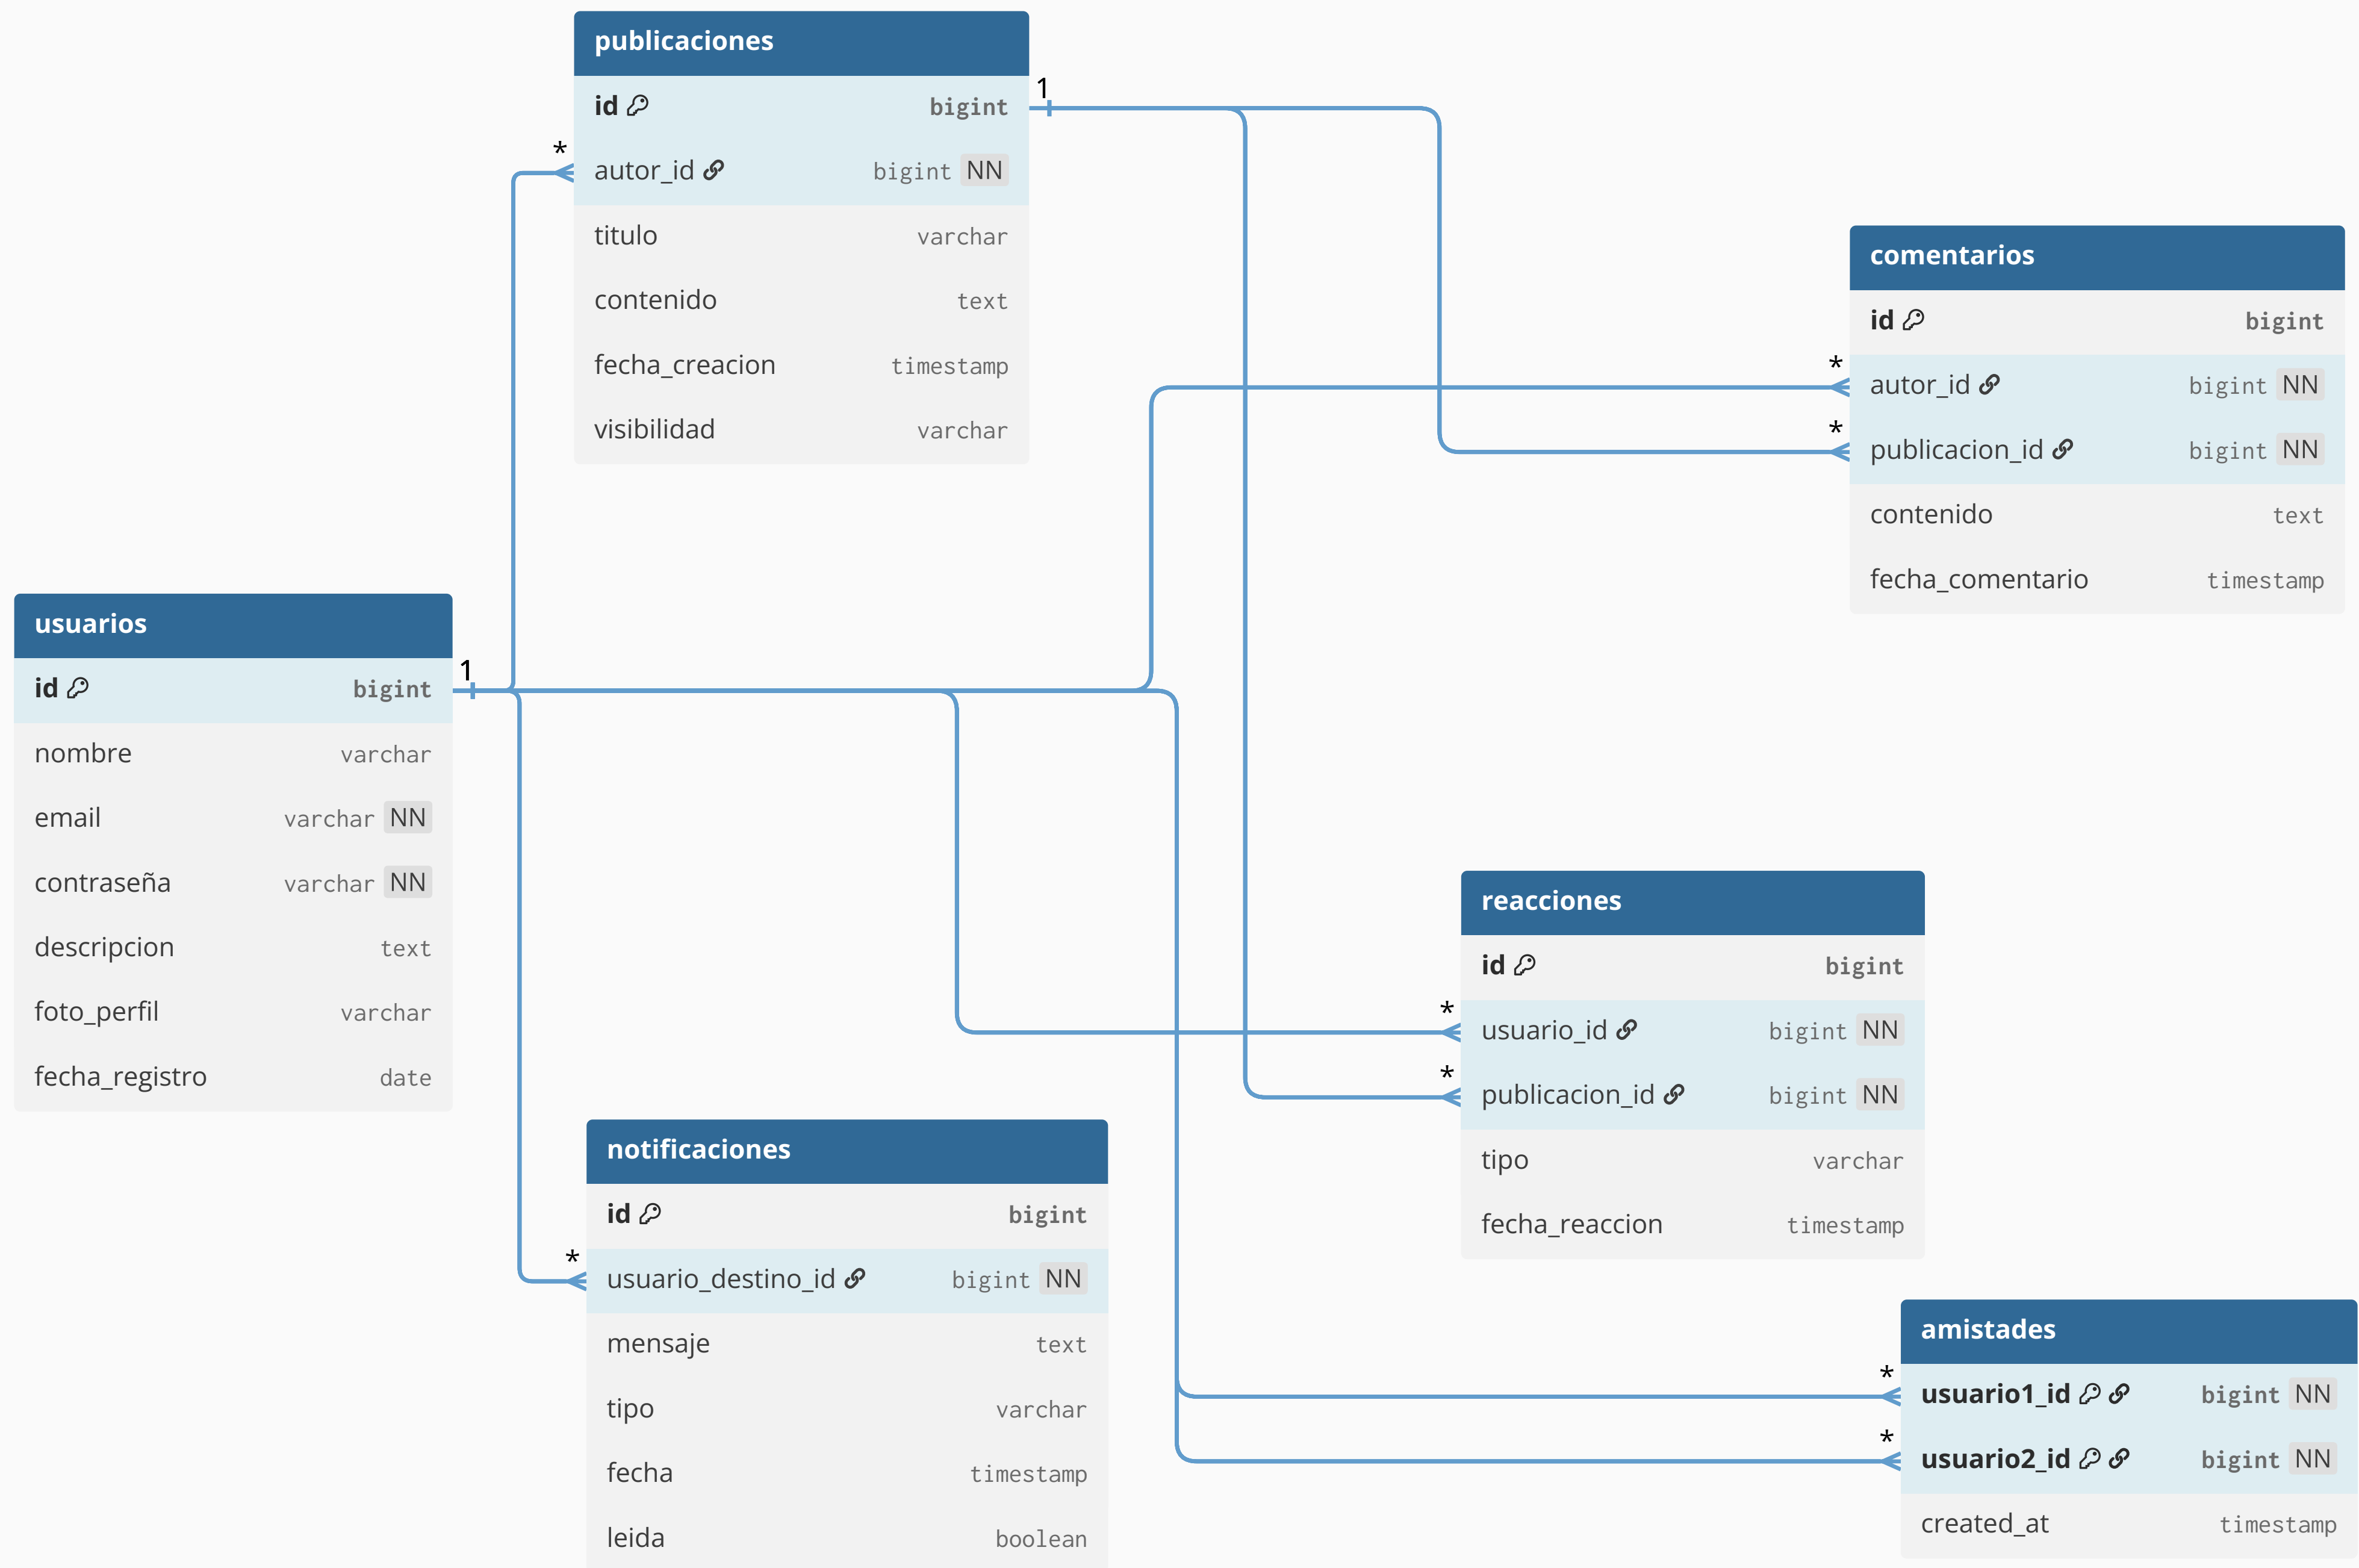 publicaciones
id bigint
autor_id bigint NN
titulo varchar
contenido text
fecha_creacion timestamp
visibilidad varchar
1
*
comentarios
id bigint
* autor_id bigint NN
* publicacion_id bigint NN
contenido text
fecha_comentario timestamp
usuarios
id bigint
1
nombre varchar
email varchar NN
contraseña varchar NN
descripcion text
foto_perfil varchar
fecha_registro date
reacciones
id bigint
* usuario_id bigint NN
* publicacion_id bigint NN
tipo varchar
fecha_reaccion timestamp
notificaciones
id bigint
* usuario_destino_id bigint NN
mensaje text
tipo varchar
fecha timestamp
leida boolean
amistades
* usuario1_id bigint NN
* usuario2_id bigint NN
created_at timestamp